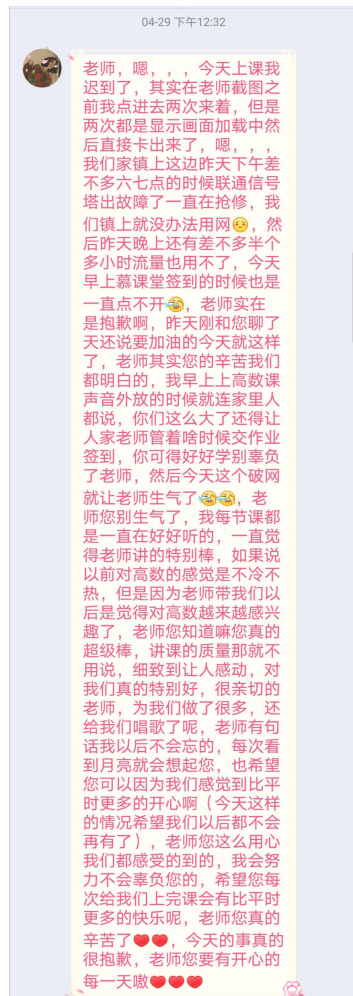 04-29 下午12:32
老师，嗯，，，今天上课我
迟到了，其实在老师截图之
前我点进去两次来着，但是
两次都是显示画面加载中然
后直接卡出来了，嗯，，，
我们家镇上这边昨天下午差
不多六七点的时候联通信号
塔出故障了一直在抢修，我
们镇上就没办法用网😔，然
后昨天晚上还有差不多半个
多小时流量也用不了，今天
早上慕课堂签到的时候也是
一直点不开😂，老师实在
是抱歉啊，昨天刚和您聊了
天还说要加油的今天就这样
了，老师其实您的辛苦我们
都明白的，我早上上高数课
声音外放的时候就连家里人
都说，你们这么大了还得让
人家老师管着啥时候交作业
签到，你可得好好学别辜负
了老师，然后今天这个破网
就让老师生气了😂😂，老
师您别生气了，我每节课都
是一直在好好听的，一直觉
得老师讲的特别棒，如果说
以前对高数的感觉是不冷不
热，但是因为老师带我们以
后是觉得对高数越来越感兴
趣了，老师您知道嘛您真的
超级棒，讲课的质量那就不
用说，细致到让人感动，对
我们真的特别好，很亲切的
老师，为我们做了很多，还
给我们唱歌了呢，老师有句
话我以后不会忘的，每次看
到月亮就会想起您，也希望
您可以因为我们感觉到比平
时更多的开心啊（今天这样
的情况希望我们以后都不会
再有了），老师您这么用心
我们都感受的到的，我会努
力不会辜负您的，希望您每
次给我们上完课会有比平时
更多的快乐呢，老师您真的
辛苦了❤❤，今天的事真的
很抱歉，老师您要有开心的
每一天嗷❤❤❤